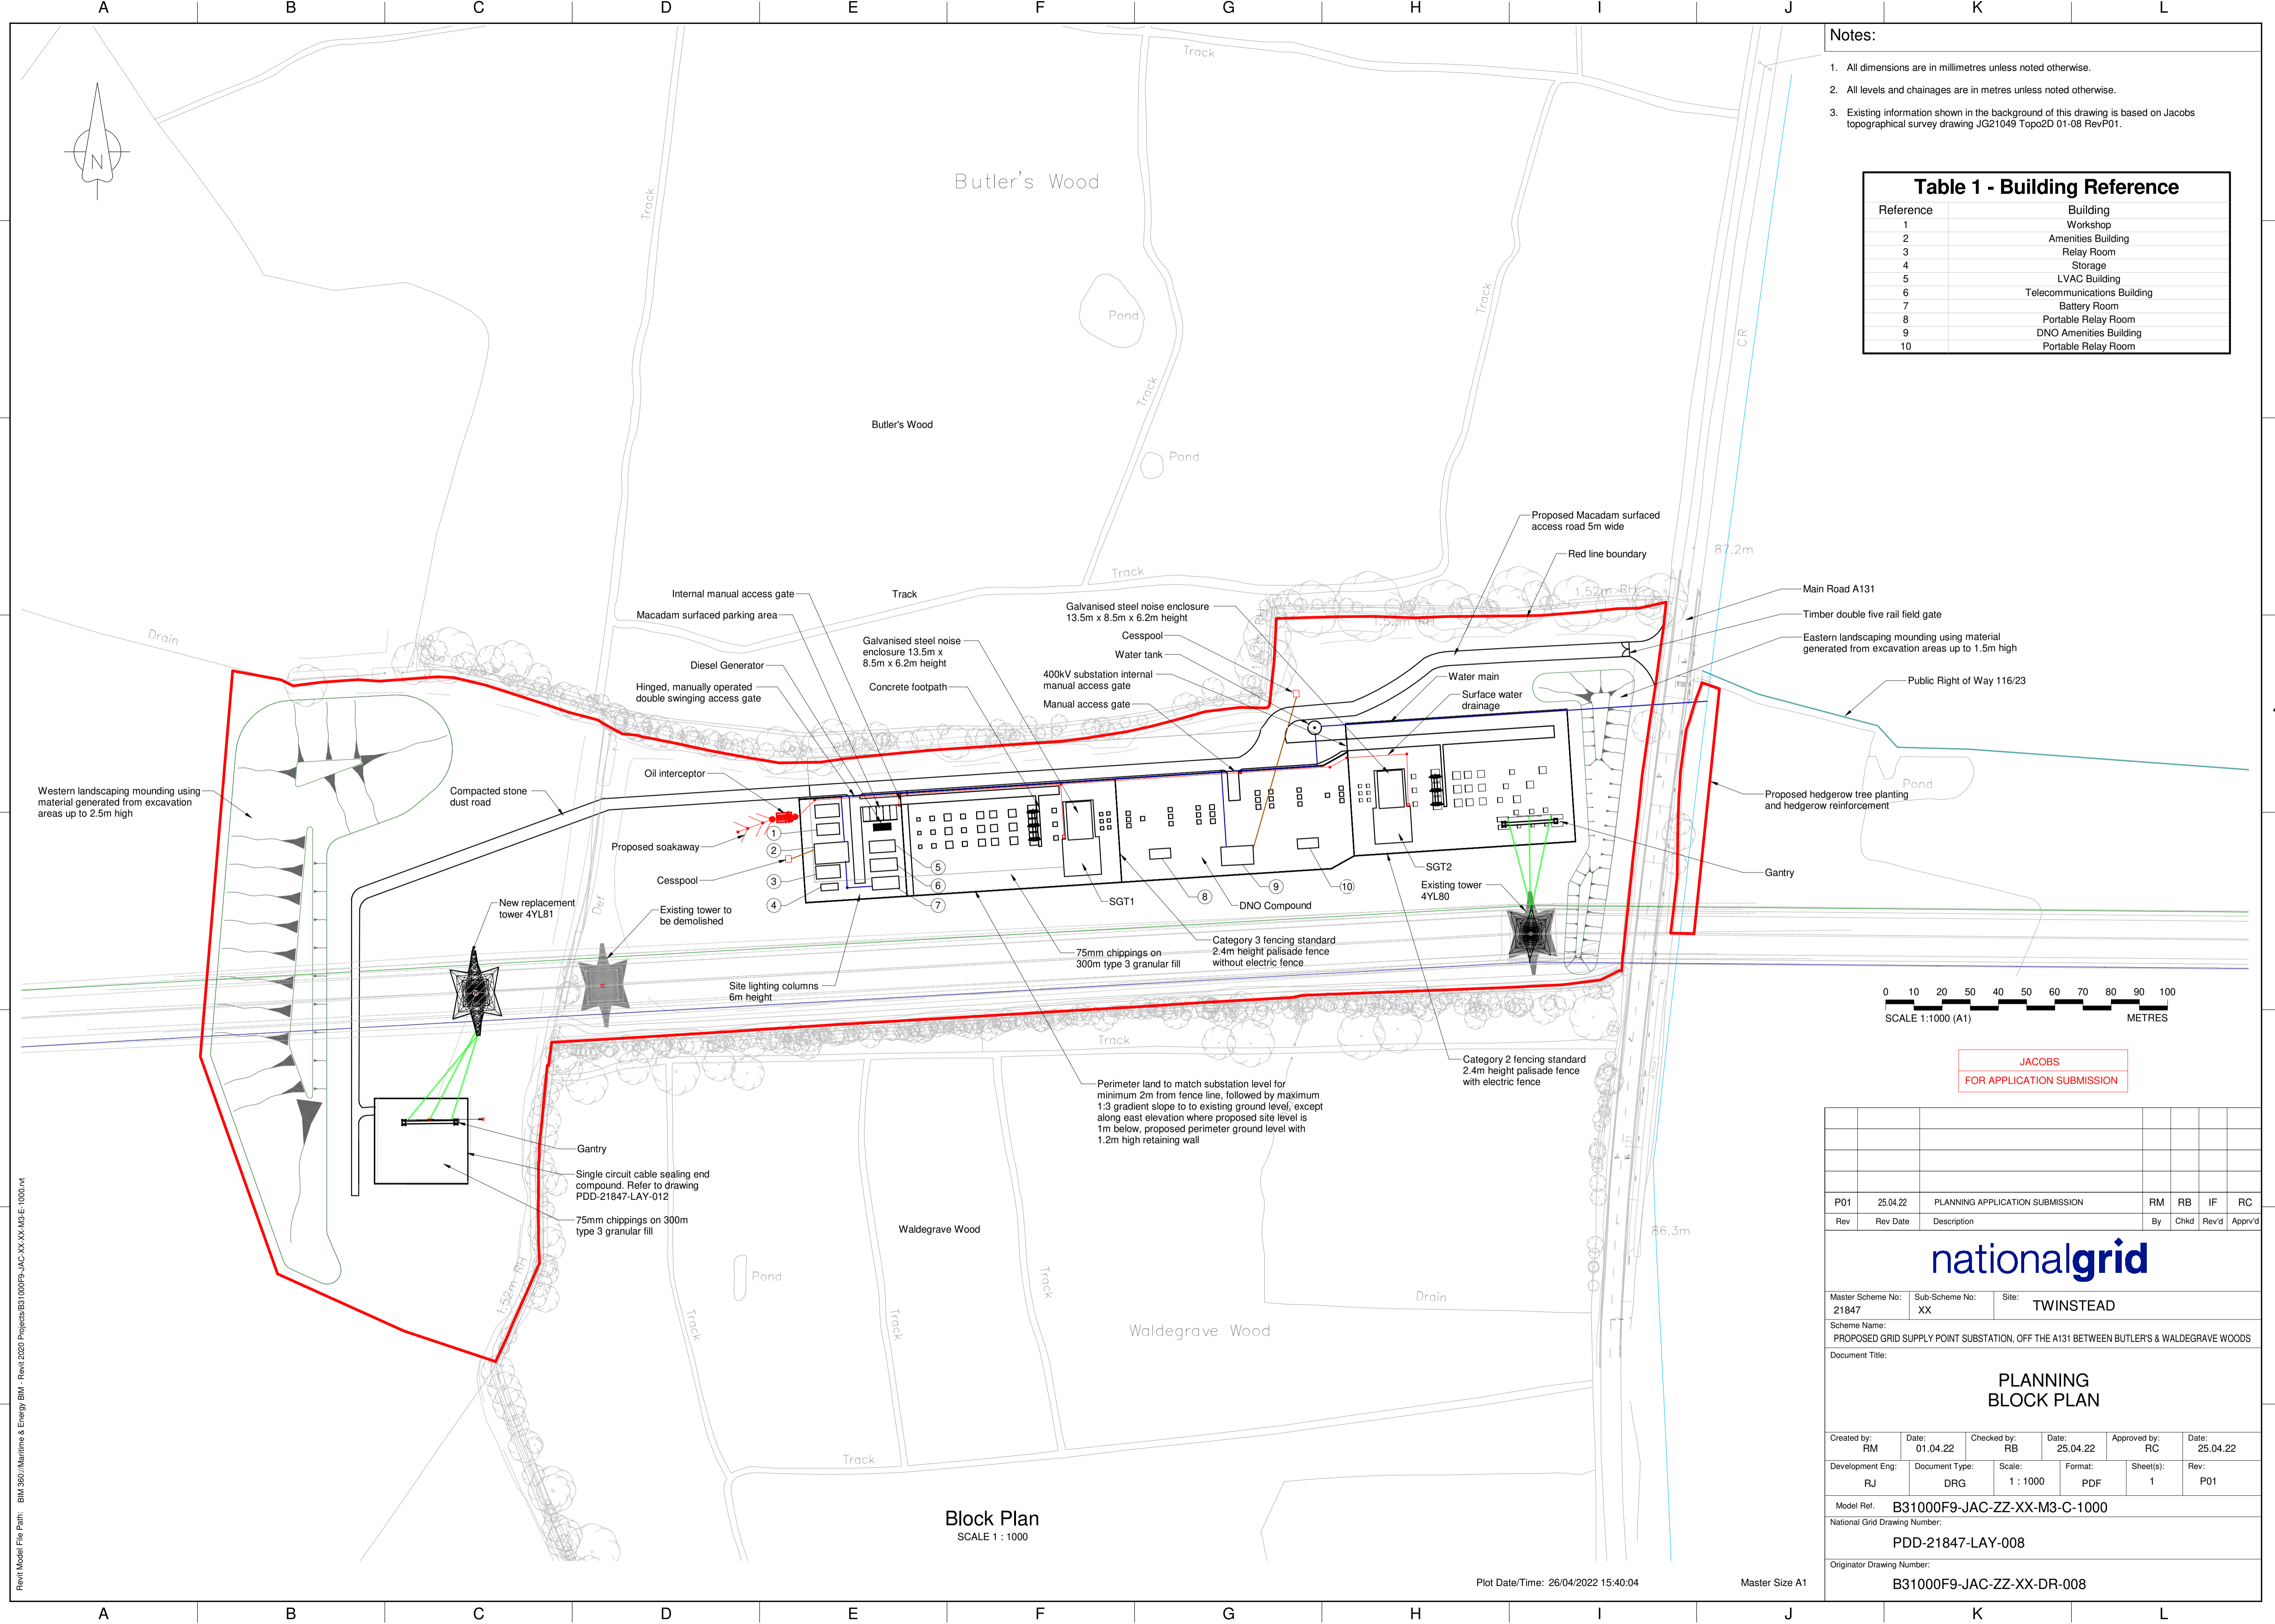 A B C D E F G H I J K L
Notes:
1. All dimensions are in millimetres unless noted otherwise.
2. All levels and chainages are in metres unless noted otherwise.
3. Existing information shown in the background of this drawing is based on Jacobs
topographical survey drawing JG21049 Topo2D 01-08 RevP01.
Table 1 - Building Reference
Reference Building
1 Workshop
2 Amenities Building
3 Relay Room
4 Storage
5 LVAC Building
6 Telecommunications Building
7 Battery Room
8 Portable Relay Room
9 DNO Amenities Building
10 Portable Relay Room
N
Track
Butler's Wood
Track
Pond
Track
CR
Track
Pond
Butler's Wood
Proposed Macadam surfaced
access road 5m wide
Red line boundary
87.2m
Track
Track
1.52m RH
1.52m RH
Internal manual access gate
Macadam surfaced parking area
Diesel Generator
Hinged, manually operated
double swinging access gate
Galvanised steel noise
enclosure 13.5m x
8.5m x 6.2m height
Concrete footpath
Galvanised steel noise enclosure
13.5m x 8.5m x 6.2m height
Cesspool
Water tank
400kV substation internal
manual access gate
Manual access gate
Water main
Surface water
drainage
Main Road A131
Timber double five rail field gate
Eastern landscaping mounding using material
generated from excavation areas up to 1.5m high
Public Right of Way 116/23
Pond
Proposed hedgerow tree planting
and hedgerow reinforcement
Gantry
Drain
Western landscaping mounding using
material generated from excavation
areas up to 2.5m high
Compacted stone
dust road
Oil interceptor
Proposed soakaway
Cesspool
1
2
3
4
5
6
7
8
9
10
SGT1
SGT2
DNO Compound
Existing tower
4YL80
New replacement
tower 4YL81
Def
Existing tower to
be demolished
Site lighting columns
6m height
75mm chippings on
300m type 3 granular fill
Category 3 fencing standard
2.4m height palisade fence
without electric fence
Track
Perimeter land to match substation level for
minimum 2m from fence line, followed by maximum
1:3 gradient slope to to existing ground level, except
along east elevation where proposed site level is
1m below, proposed perimeter ground level with
1.2m high retaining wall
Category 2 fencing standard
2.4m height palisade fence
with electric fence
Gantry
Single circuit cable sealing end
compound. Refer to drawing
PDD-21847-LAY-012
75mm chippings on 300m
type 3 granular fill
Waldegrave Wood
1.52m RH
Pond
Track
Track
Track
Waldegrave Wood
Drain
86.3m
Track
0 10 20 30 40 50 60 70 80 90 100
SCALE 1:1000 (A1) METRES
JACOBS
FOR APPLICATION SUBMISSION
P01 25.04.22 PLANNING APPLICATION SUBMISSION RM RB IF RC
Rev Rev Date Description By Chkd Rev'd Apprv'd
nationalgrid
Master Scheme No: Sub-Scheme No: Site:
21847 XX TWINSTEAD
Scheme Name:
PROPOSED GRID SUPPLY POINT SUBSTATION, OFF THE A131 BETWEEN BUTLER'S & WALDEGRAVE WOODS
Document Title:
PLANNING
BLOCK PLAN
Created by: Date: Checked by: Date: Approved by: Date:
RM 01.04.22 RB 25.04.22 RC 25.04.22
Development Eng: Document Type: Scale: Format: Sheet(s): Rev:
RJ DRG 1 : 1000 PDF 1 P01
Model Ref. B31000F9-JAC-ZZ-XX-M3-C-1000
National Grid Drawing Number:
PDD-21847-LAY-008
Originator Drawing Number:
B31000F9-JAC-ZZ-XX-DR-008
Block Plan
SCALE 1 : 1000
Plot Date/Time: 26/04/2022 15:40:04
Master Size A1
Revit Model File Path: BIM 360://Maritime & Energy BIM - Revit 2020 Projects/B31000F9-JAC-XX-XX-M3-E-1000.rvt
A B C D E F G H I J K L